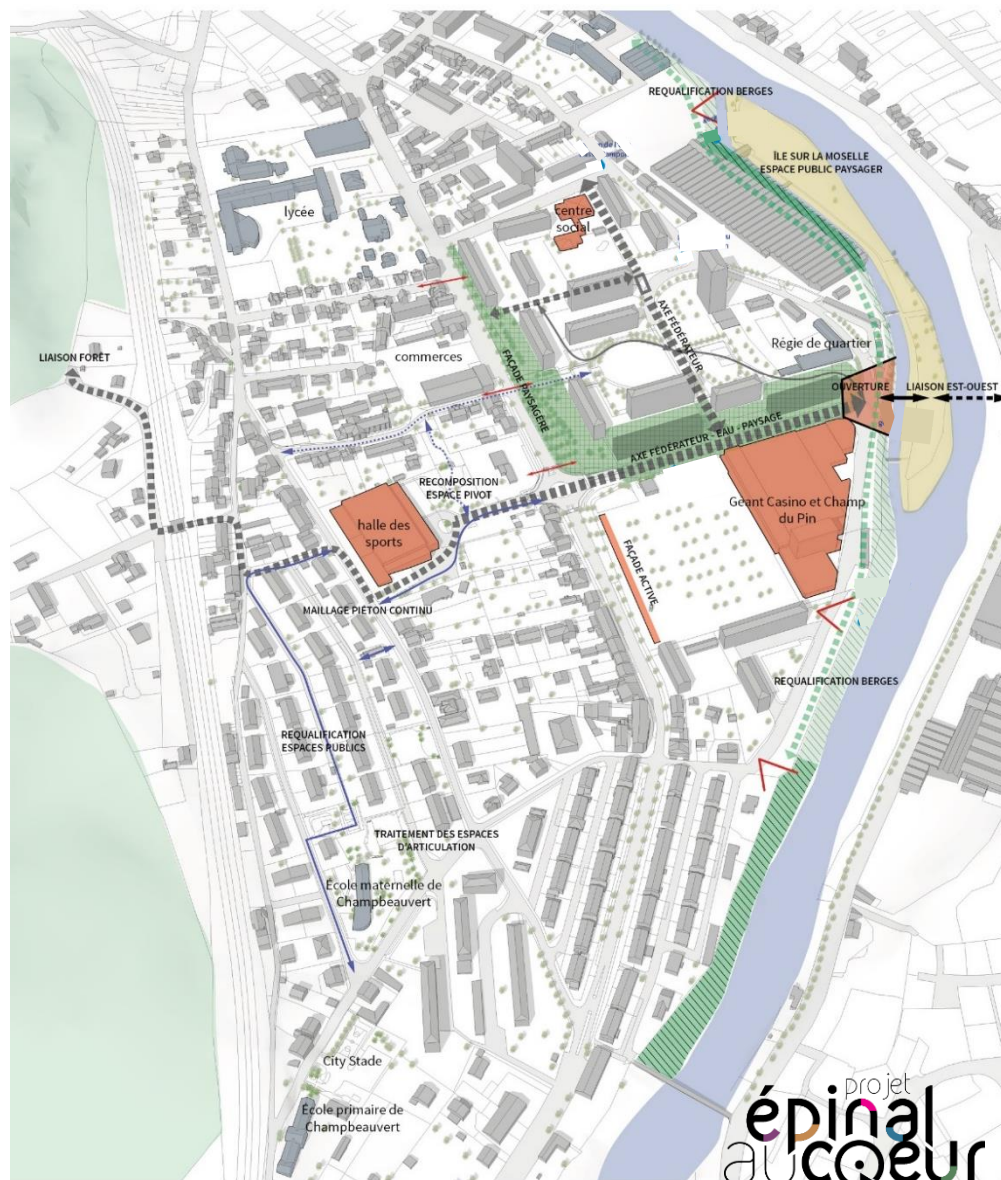 REQUALIFICATION BERGES
ÎLE SUR LA MOSELLE
ESPACE PUBLIC PAYSAGER
lycée
centre
social
AXE FÉDÉRATEUR
Régie de quartier
LIAISON FORÊT
commerces
FAÇADE PAYSAGÈRE
OUVERTURE
LIAISON EST-OUEST
AXE FÉDÉRATEUR - EAU - PAYSAGE
RECOMPOSITION
ESPACE PIVOT
halle des
sports
Géant Casino et Champ
du Pin
FAÇADE ACTIVE
MAILLAGE PIÉTON CONTINU
REQUALIFICATION BERGES
REQUALIFICATION
ESPACES PUBLICS
TRAITEMENT DES ESPACES
D'ARTICULATION
École maternelle de
Champbeauvert
City Stade
École primaire de
Champbeauvert
projet
épinal
au coeur